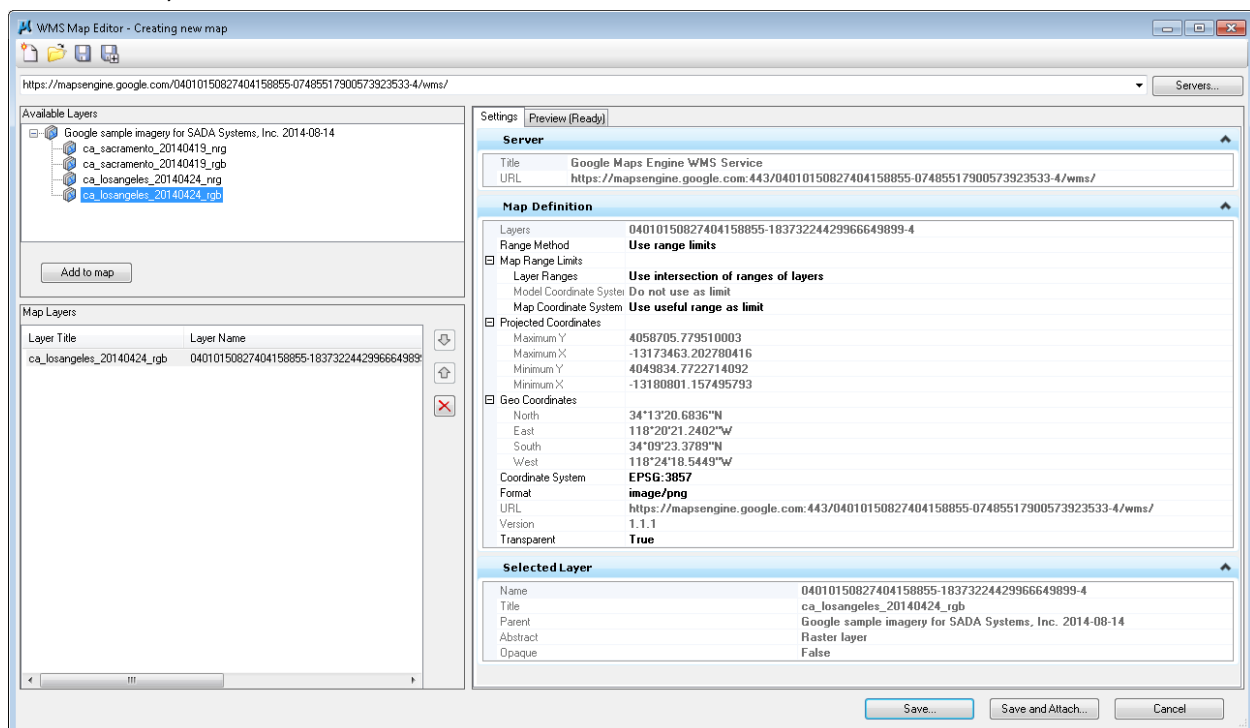 WMS Map Editor - Creating new map
https://mapsengine.google.com/04010150827404158855-07485517900573923533-4/wms/
Servers...
Available Layers
Google sample imagery for SADA Systems, Inc. 2014-08-14
ca_sacramento_20140419_nrg
ca_sacramento_20140419_rgb
ca_losangeles_20140424_nrg
ca_losangeles_20140424_rgb
Add to map
Map Layers
Layer Title Layer Name
ca_losangeles_20140424_rgb 04010150827404158855-1837322442996664989
Settings Preview (Ready)
Server
Title Google Maps Engine WMS Service
URL https://mapsengine.google.com:443/04010150827404158855-07485517900573923533-4/wms/
Map Definition
Layers 04010150827404158855-18373224429966649899-4
Range Method Use range limits
Map Range Limits
Layer Ranges Use intersection of ranges of layers
Model Coordinate Syster Do not use as limit
Map Coordinate System Use useful range as limit
Projected Coordinates
Maximum Y 4058705.779510003
Maximum X -13173463.202780416
Minimum Y 4049834.7722714092
Minimum X -13180801.157495793
Geo Coordinates
North 34°13'20.6836"N
East 118°20'21.2402"W
South 34°09'23.3789"N
West 118°24'18.5449"W
Coordinate System EPSG:3857
Format image/png
URL https://mapsengine.google.com:443/04010150827404158855-07485517900573923533-4/wms/
Version 1.1.1
Transparent True
Selected Layer
Name 04010150827404158855-18373224429966649899-4
Title ca_losangeles_20140424_rgb
Parent Google sample imagery for SADA Systems, Inc. 2014-08-14
Abstract Raster layer
Opaque False
Save... Save and Attach... Cancel